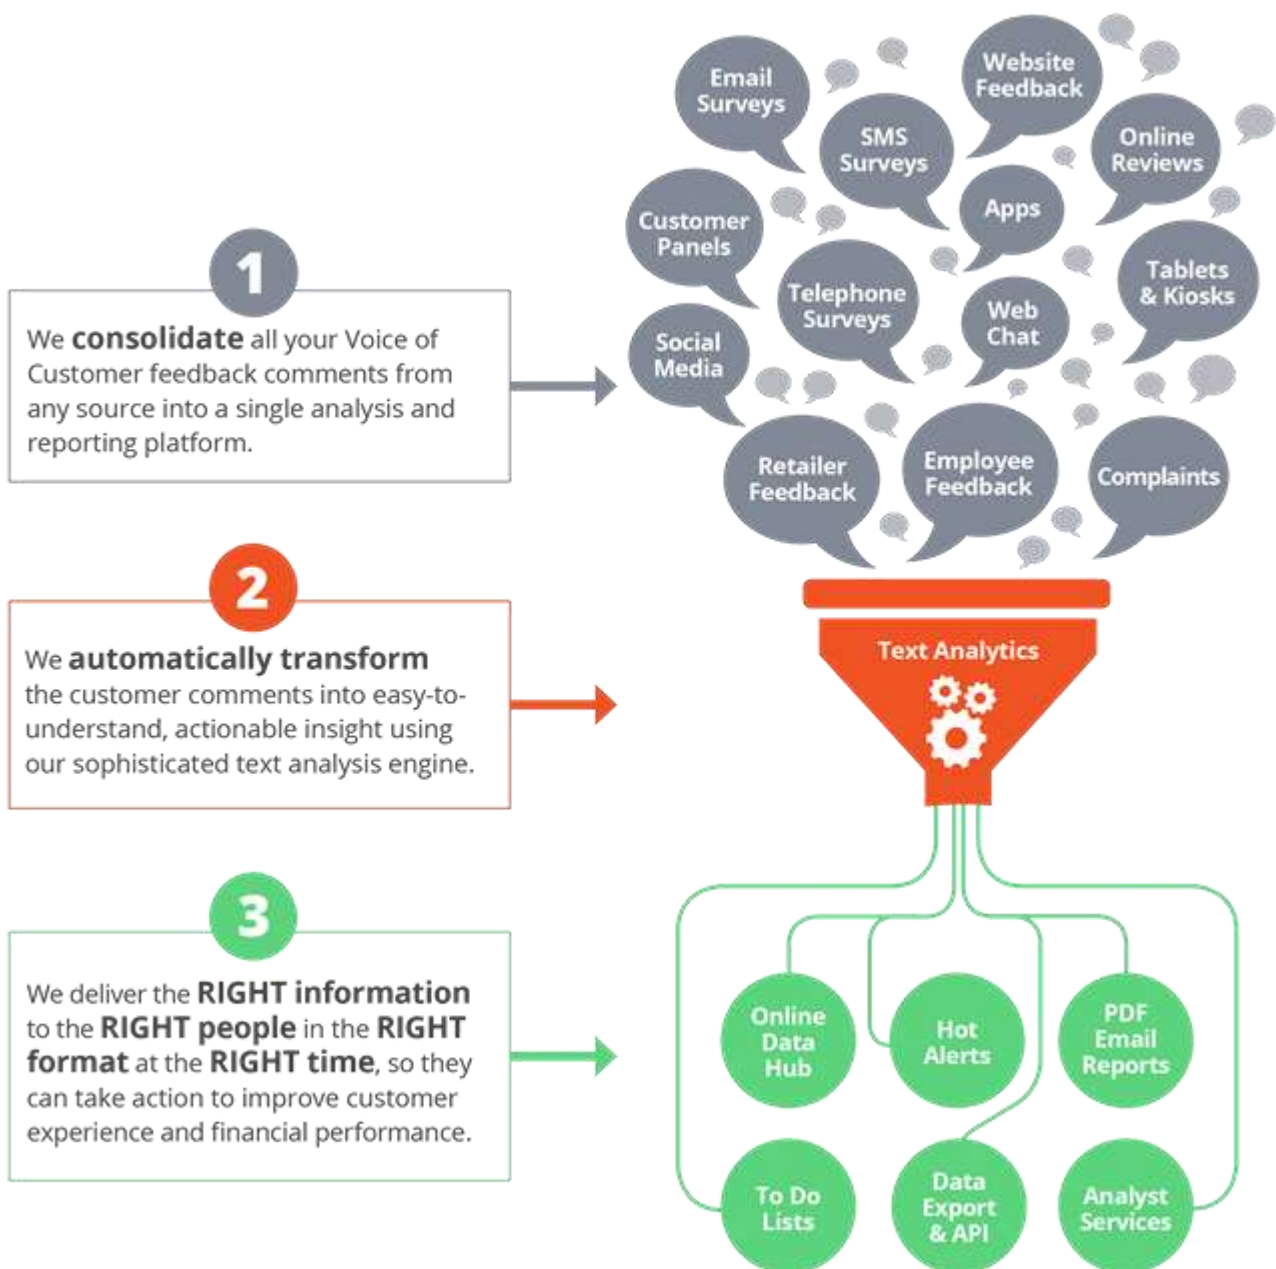 Email
Surveys
Website
Feedback
SMS
Surveys
Online
Reviews
Customer
Panels
Apps
Telephone
Surveys
Tablets
& Kiosks
Web
Chat
Social
Media
Retailer
Feedback
Employee
Feedback
Complaints
1
We consolidate all your Voice of
Customer feedback comments from
any source into a single analysis and
reporting platform.
2
We automatically transform
the customer comments into easy-to-
understand, actionable insight using
our sophisticated text analysis engine.
Text Analytics
3
We deliver the RIGHT information
to the RIGHT people in the RIGHT
format at the RIGHT time, so they
can take action to improve customer
experience and financial performance.
Online
Data
Hub
Hot
Alerts
PDF
Email
Reports
To Do
Lists
Data
Export
& API
Analyst
Services